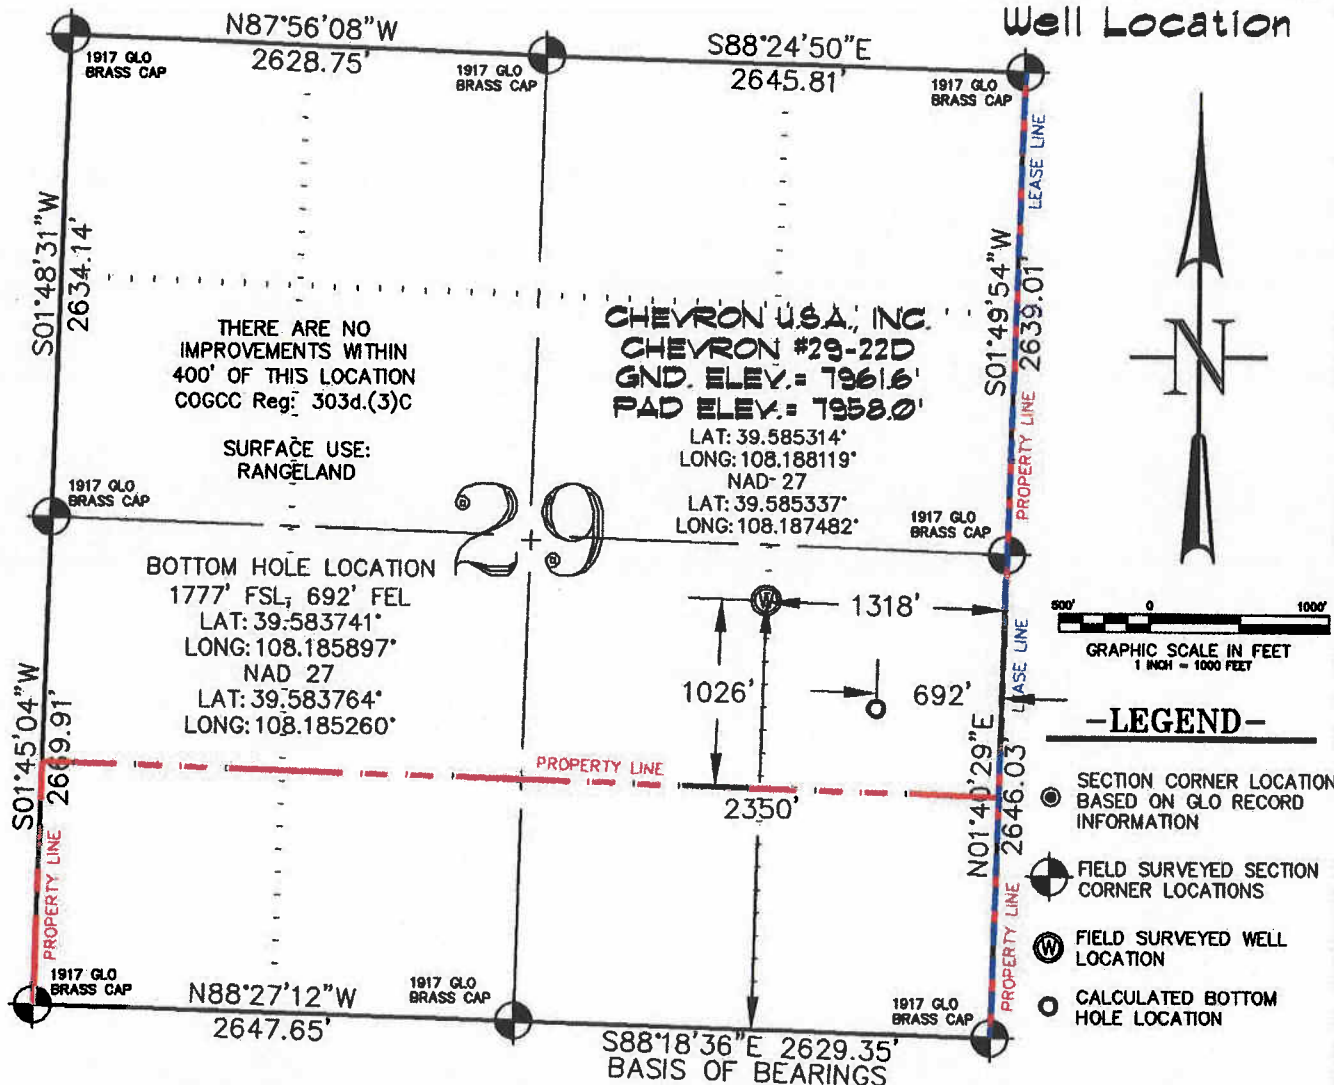 Well Location
N87°56'08"W
2628.75'
S88°24'50"E
2645.81'
1917 GLO
BRASS CAP
1917 GLO
BRASS CAP
1917 GLO
BRASS CAP
S01°48'31"W
2634.14'
S01°49'54"W
2639.01'
LEASE LINE
PROPERTY LINE
THERE ARE NO
IMPROVEMENTS WITHIN
400' OF THIS LOCATION
COGCC Reg: 303d.(3)C
SURFACE USE:
RANGELAND
CHEVRON U.S.A., INC.
CHEVRON #29-22D
GND. ELEV.= 7961.6'
PAD ELEV.= 7958.0'
LAT: 39.585314°
LONG: 108.188119°
NAD 27
LAT: 39.585337°
LONG: 108.187482°
N
1917 GLO
BRASS CAP
29
1917 GLO
BRASS CAP
BOTTOM HOLE LOCATION
1777' FSL, 692' FEL
LAT: 39.583741°
LONG: 108.185897°
NAD 27
LAT: 39.583764°
LONG: 108.185260°
W
1318'
1026'
692'
500' 0 1000'
GRAPHIC SCALE IN FEET
1 INCH = 1000 FEET
S01°45'04"W
2669.91'
PROPERTY LINE
PROPERTY LINE
2350'
LEASE LINE
N01°40'29"E
2646.03'
PROPERTY LINE
-LEGEND-
SECTION CORNER LOCATION
BASED ON GLO RECORD
INFORMATION
FIELD SURVEYED SECTION
CORNER LOCATIONS
W FIELD SURVEYED WELL
LOCATION
CALCULATED BOTTOM
HOLE LOCATION
1917 GLO
BRASS CAP
N88°27'12"W
2647.65'
1917 GLO
BRASS CAP
1917 GLO
BRASS CAP
S88°18'36"E 2629.35'
BASIS OF BEARINGS